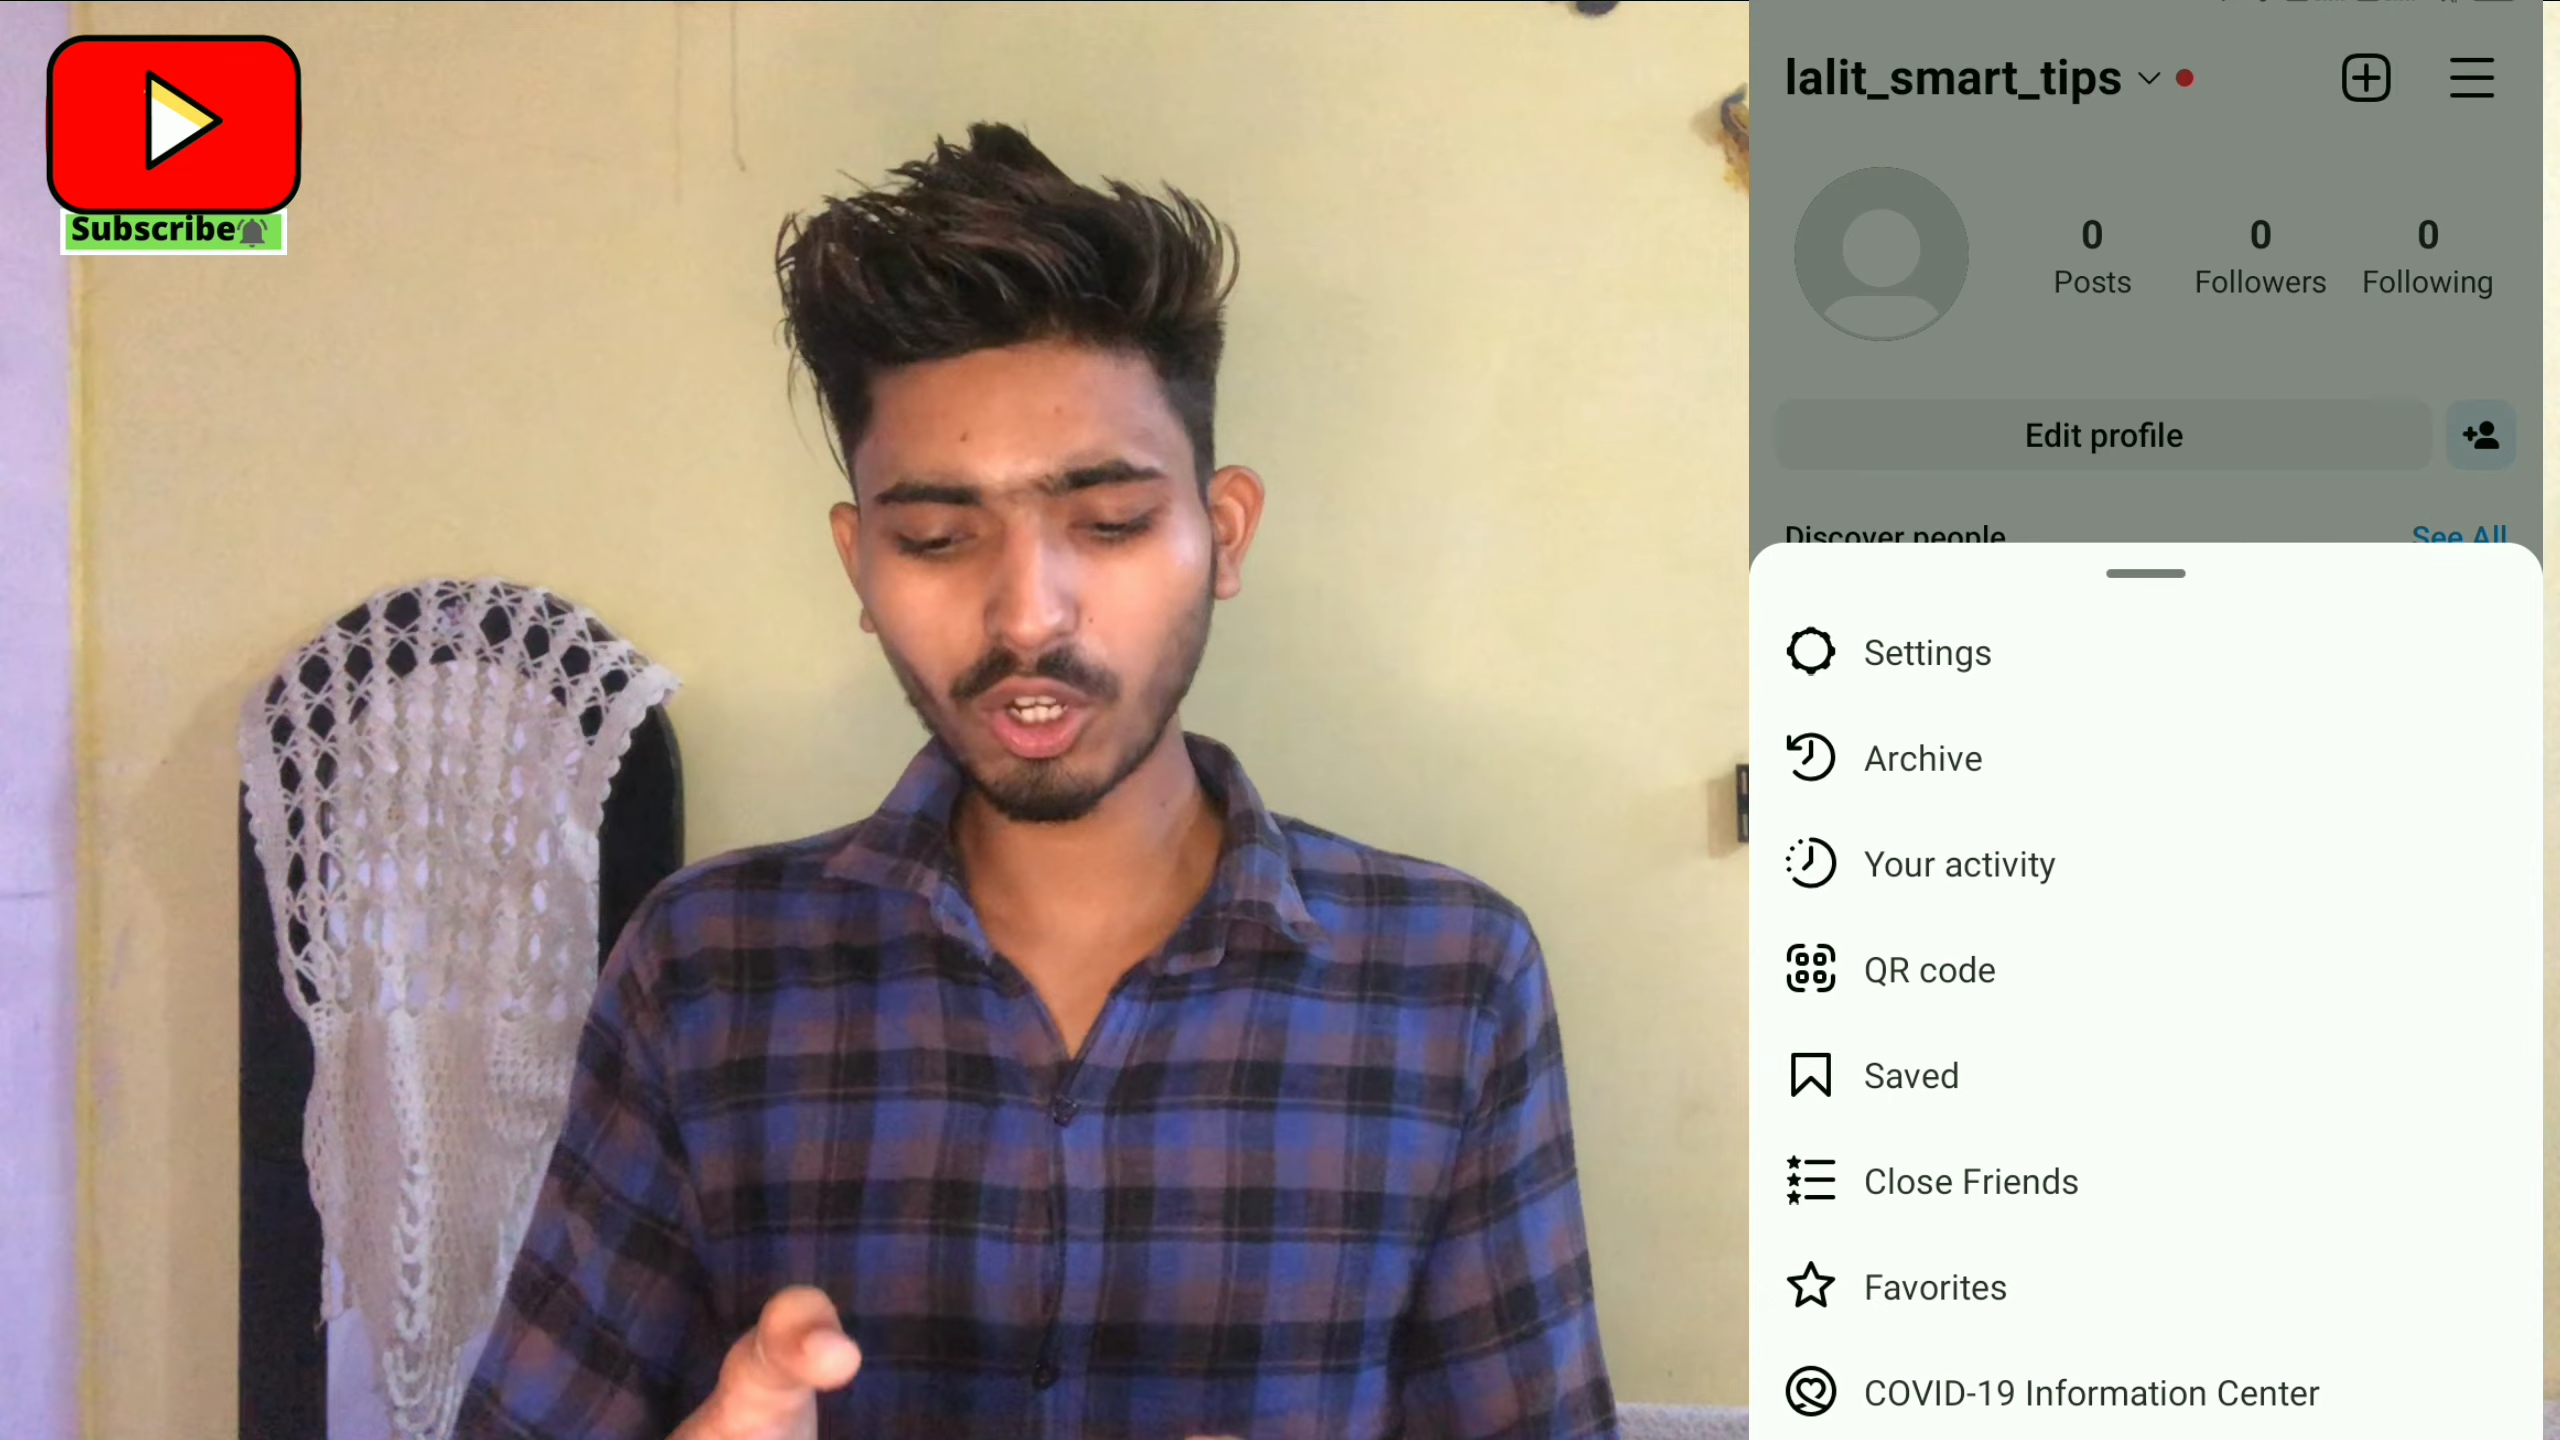 Subscribe
lalit_smart_tips
0 0 0
Posts Followers Following
Edit profile
Discover people See All
Settings
Archive
Your activity
QR code
Saved
Close Friends
Favorites
COVID-19 Information Center